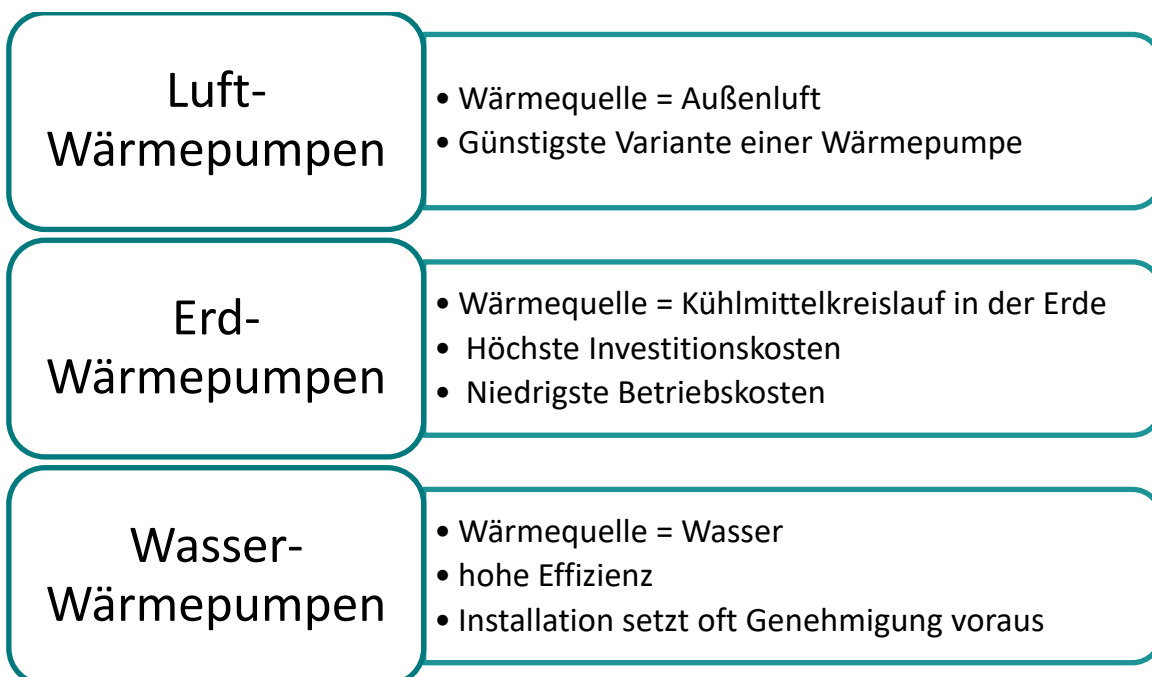 Luft-
Wärmepumpen
• Wärmequelle = Außenluft
• Günstigste Variante einer Wärmepumpe
Erd-
Wärmepumpen
• Wärmequelle = Kühlmittelkreislauf in der Erde
• Höchste Investitionskosten
• Niedrigste Betriebskosten
Wasser-
Wärmepumpen
• Wärmequelle = Wasser
• hohe Effizienz
• Installation setzt oft Genehmigung voraus